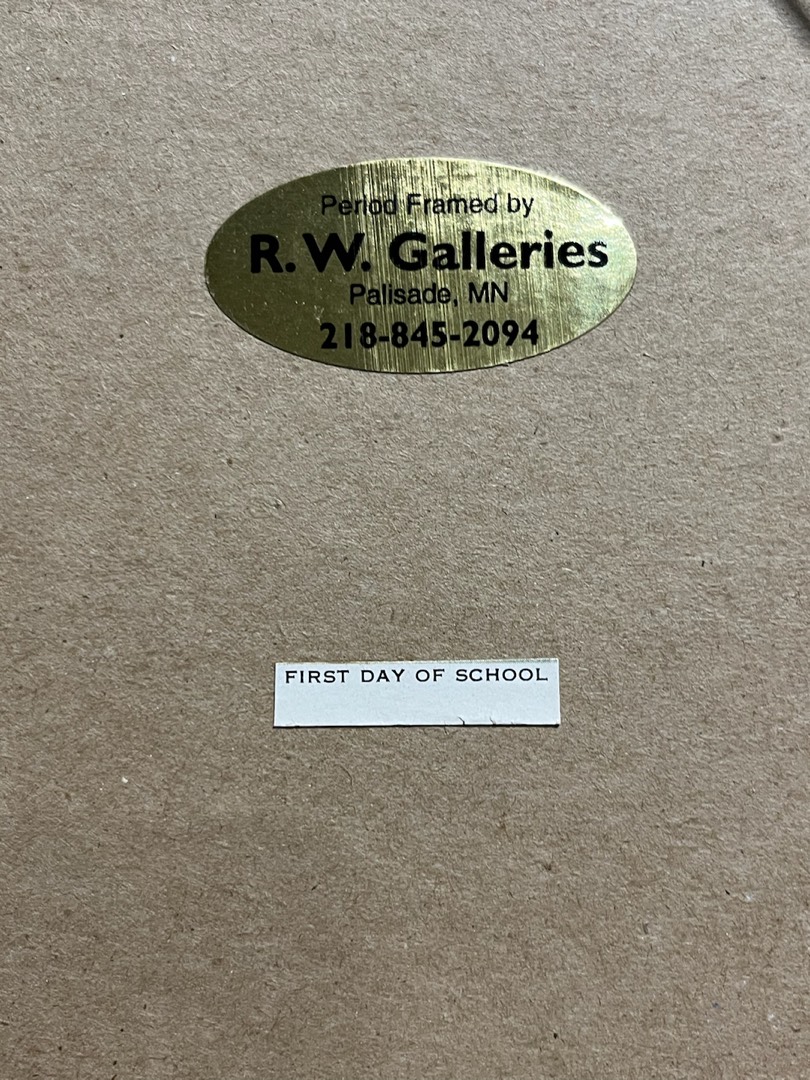 Period Framed by
R. W. Galleries
Palisade, MN
218-845-2094
FIRST DAY OF SCHOOL